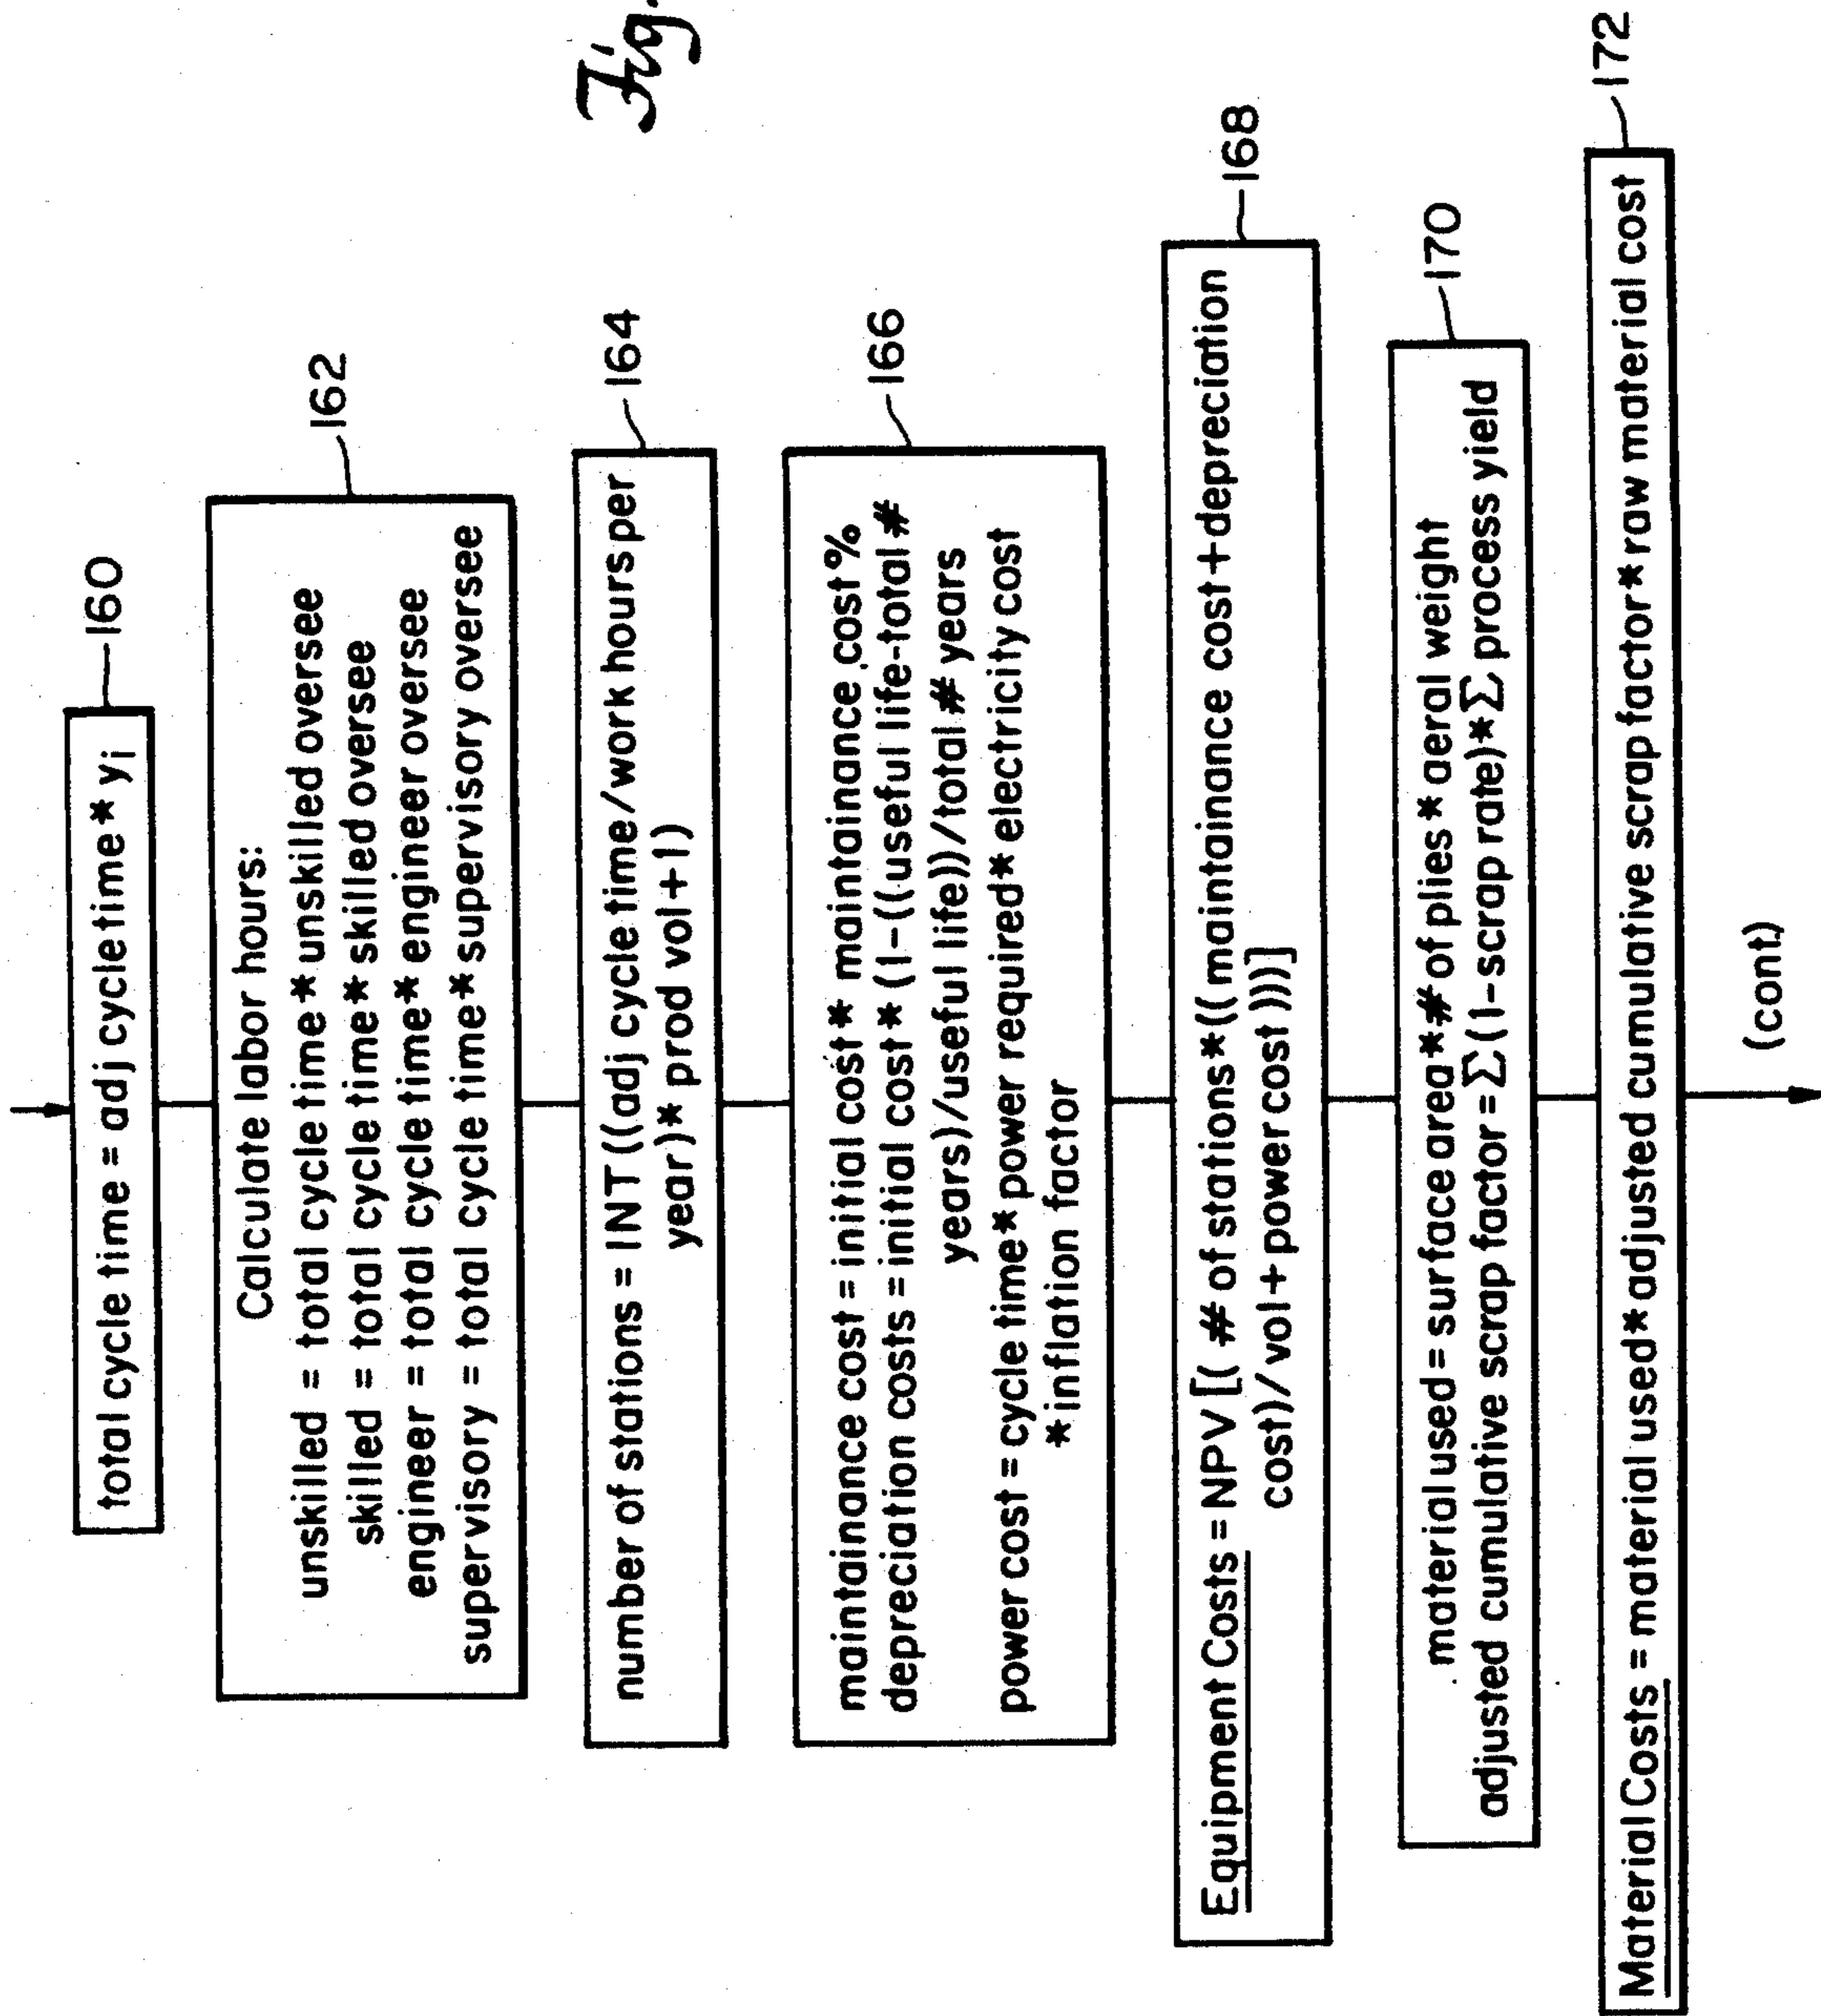 total cycle time = adj cycle time* yi
160
Calculate labor hours:
unskilled = total cycle time*unskilled oversee
skilled = total cycle time* skilled oversee
engineer = total cycle time* engineer oversee
supervisory = total cycle time* supervisory oversee
162
number of stations = INT((adj cycle time/work hours per
year)* prod vol+1)
164
maintainance cost = initial cost* maintainance cost %
depreciation costs = initial cost* (1-((useful life-total #
years)/useful life))/total # years
power cost = cycle time* power required* electricity cost
*inflation factor
166
Equipment Costs = NPV [( # of stations*(( maintainance cost+depreciation
cost)/vol+power cost)))]
168
material used = surface area*# of plies* aeral weight
adjusted cumulative scrap factor = ∑(1-scrap rate)*∑ process yield
170
Material Costs = material used*adjusted cumulative scrap factor* raw material cost
172
(cont.)
Fig.